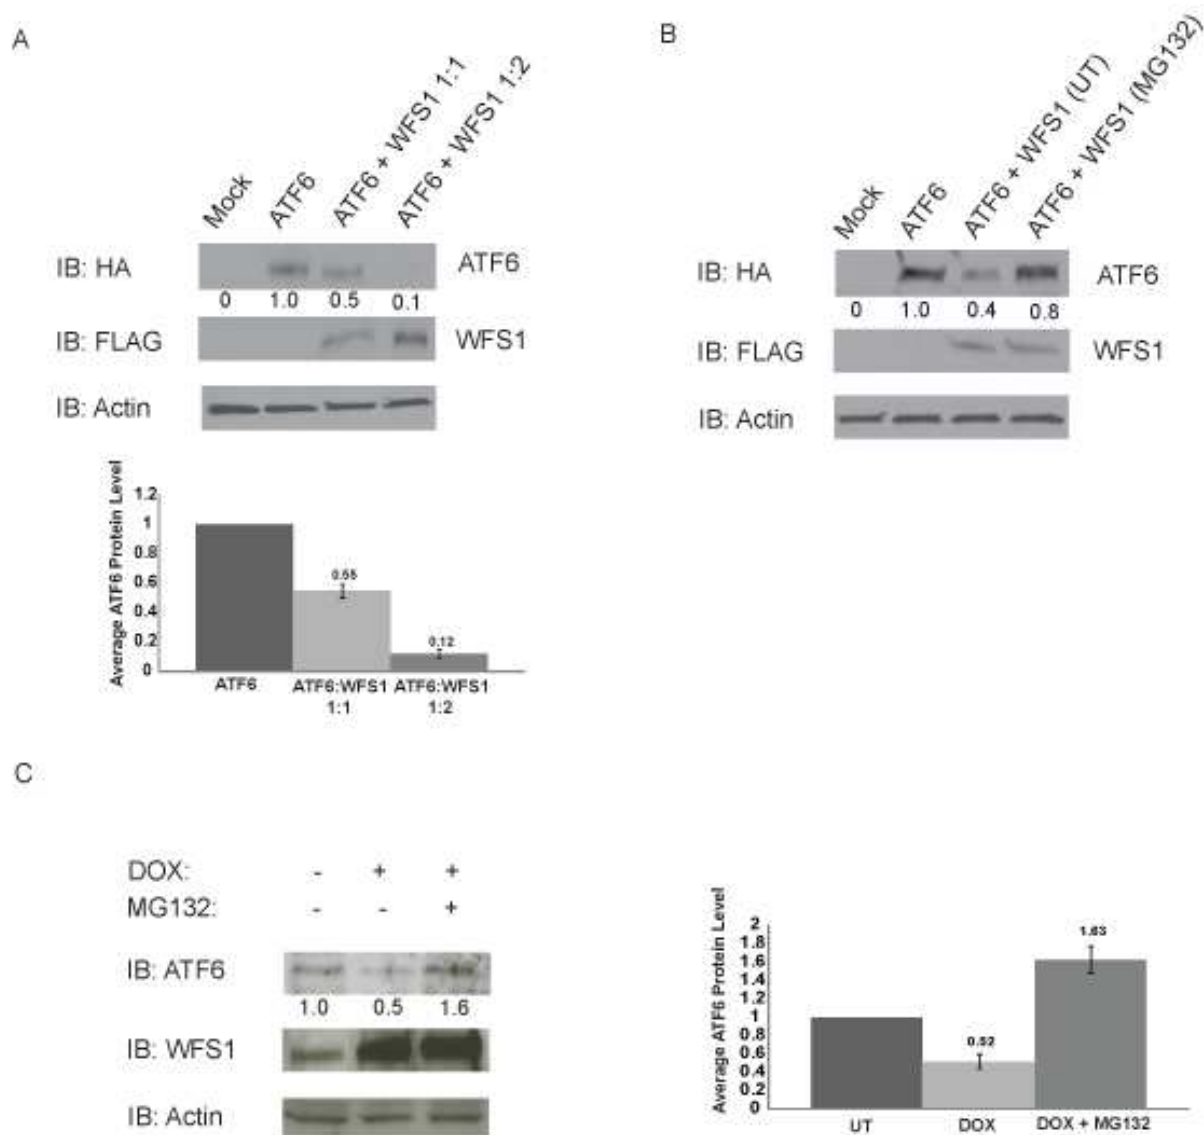 A
Mock
ATF6
ATF6 + WFS1 1:1
ATF6 + WFS1 1:2
IB: HA
ATF6
0 1.0 0.5 0.1
IB: FLAG
WFS1
IB: Actin
Average ATF6 Protein Level
1.2
1
0.8
0.6
0.4
0.2
0
0.55
0.12
ATF6
ATF6:WFS1 1:1
ATF6:WFS1 1:2
B
Mock
ATF6
ATF6 + WFS1 (UT)
ATF6 + WFS1 (MG132)
IB: HA
ATF6
0 1.0 0.4 0.8
IB: FLAG
WFS1
IB: Actin
C
DOX: - + +
MG132: - - +
IB: ATF6
1.0 0.5 1.6
IB: WFS1
IB: Actin
Average ATF6 Protein Level
2
1.8
1.6
1.4
1.2
1
0.8
0.6
0.4
0.2
0
0.52
1.63
UT
DOX
DOX + MG132